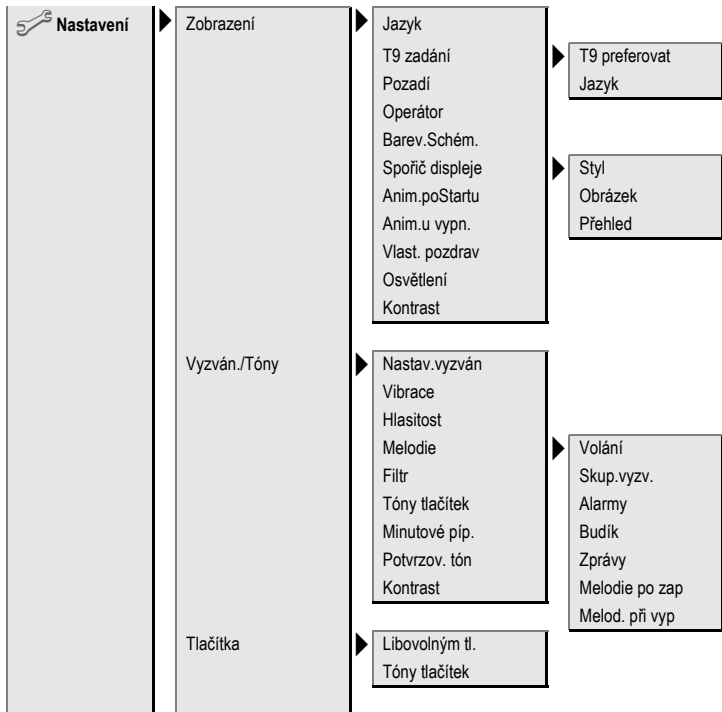 Nastavení
Zobrazení
Jazyk
T9 zadání
Pozadí
Operátor
Barev.Schém.
Spořič displeje
Anim.poStartu
Anim.u vypn.
Vlast. pozdrav
Osvětlení
Kontrast
T9 preferovat
Jazyk
Styl
Obrázek
Přehled
Vyzván./Tóny
Nastav.vyzván
Vibrace
Hlasitost
Melodie
Filtr
Tóny tlačítek
Minutové píp.
Potvrzov. tón
Kontrast
Volání
Skup.vyzv.
Alarmy
Budík
Zprávy
Melodie po zap
Melod. při vyp
Tlačítka
Libovolným tl.
Tóny tlačítek